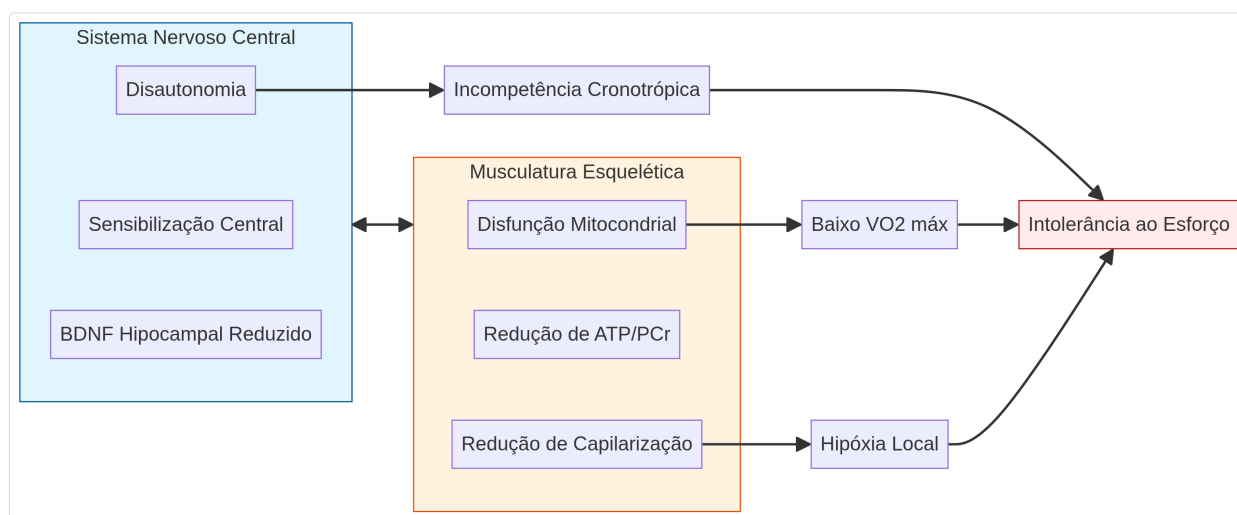 Sistema Nervoso Central
Disautonomia
Incompetência Cronotrópica
Musculatura Esquelética
Sensibilização Central
Disfunção Mitocondrial
Baixo VO2 máx
Intolerância ao Esforço
BDNF Hipocampal Reduzido
Redução de ATP/PCr
Redução de Capilarização
Hipóxia Local